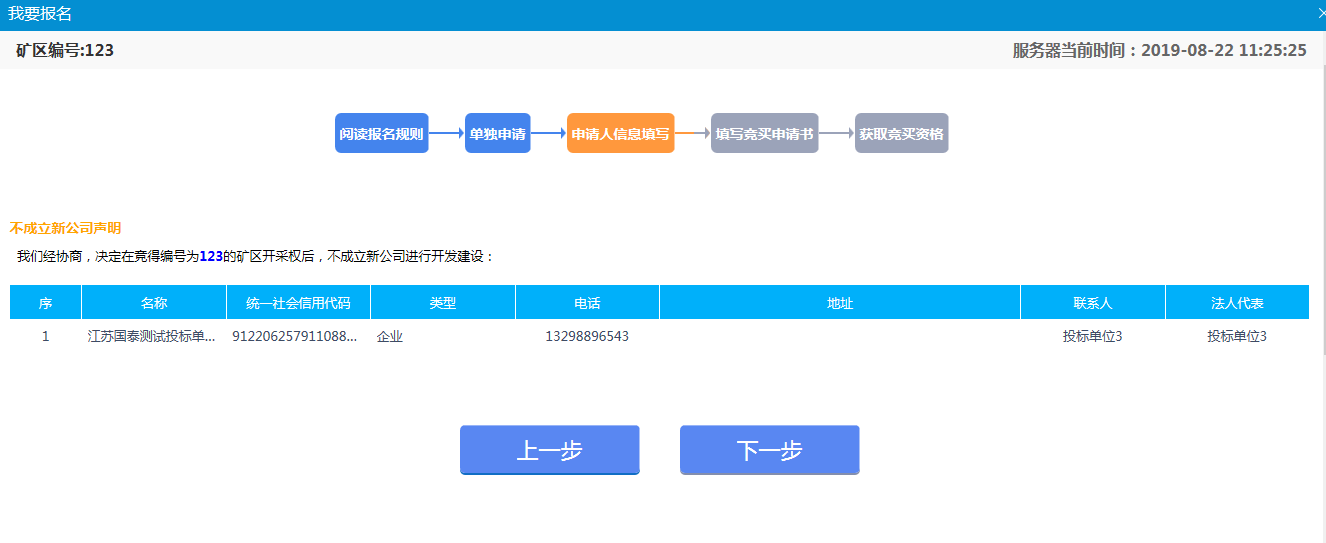 我要报名
矿区编号:123
服务器当前时间：2019-08-22 11:25:25
阅读报名规则 单独申请 申请人信息填写 填写竞买申请书 获取竞买资格
不成立新公司声明
我们经协商，决定在竞得编号为123的矿区开采权后，不成立新公司进行开发建设：
序 名称 统一社会信用代码 类型 电话 地址 联系人 法人代表
1 江苏国泰测试投标单... 912206257911088... 企业 13298896543 投标单位3 投标单位3
上一步 下一步